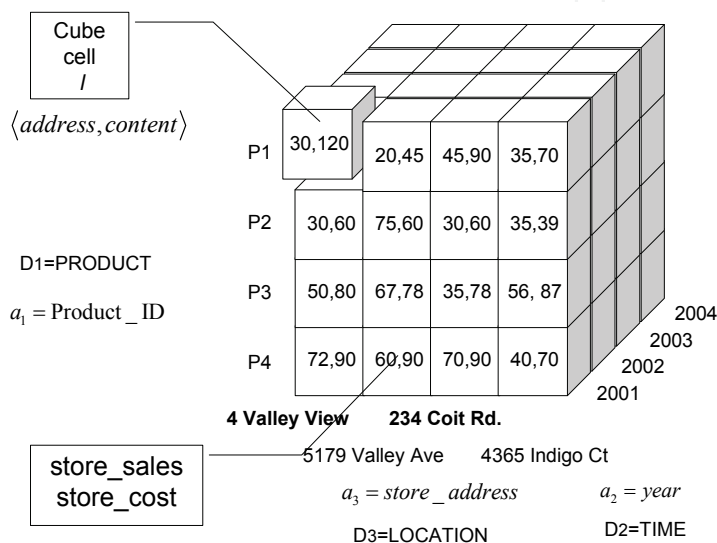 Cube
cell
l
⟨address,content⟩
P1 30,120 20,45 45,90 35,70
P2 30,60 75,60 30,60 35,39
D1=PRODUCT
P3 50,80 67,78 35,78 56, 87
a₁ = Product _ ID
P4 72,90 60,90 70,90 40,70
2004
2003
2002
2001
4 Valley View 234 Coit Rd.
5179 Valley Ave 4365 Indigo Ct
store_sales
store_cost
a₃ = store _ address a₂ = year
D3=LOCATION D2=TIME